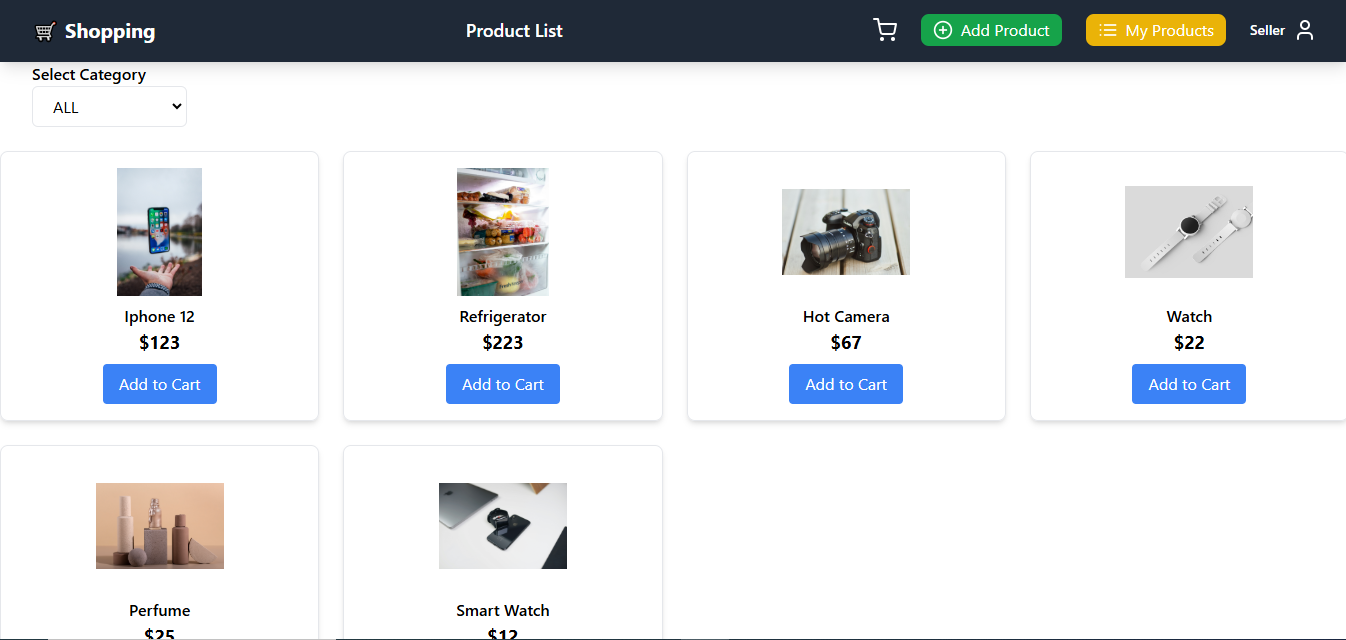 Shopping
Product List
Add Product
My Products
Seller
Select Category
ALL
Iphone 12
$123
Add to Cart
Refrigerator
$223
Add to Cart
Hot Camera
$67
Add to Cart
Watch
$22
Add to Cart
Perfume
$25
Smart Watch
$12